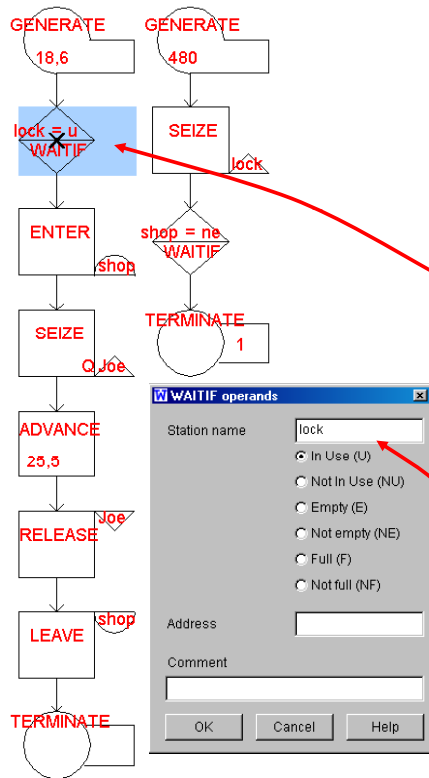 GENERATE
18,6
lock = u
WAITIF
ENTER
shop
SEIZE
Q Joe
ADVANCE
25,5
RELEASE
Joe
LEAVE
shop
TERMINATE
GENERATE
480
SEIZE
lock
shop = ne
WAITIF
TERMINATE
1
W WAITIF operands
Station name lock
In Use (U)
Not In Use (NU)
Empty (E)
Not empty (NE)
Full (F)
Not full (NF)
Address
Comment
OK Cancel Help